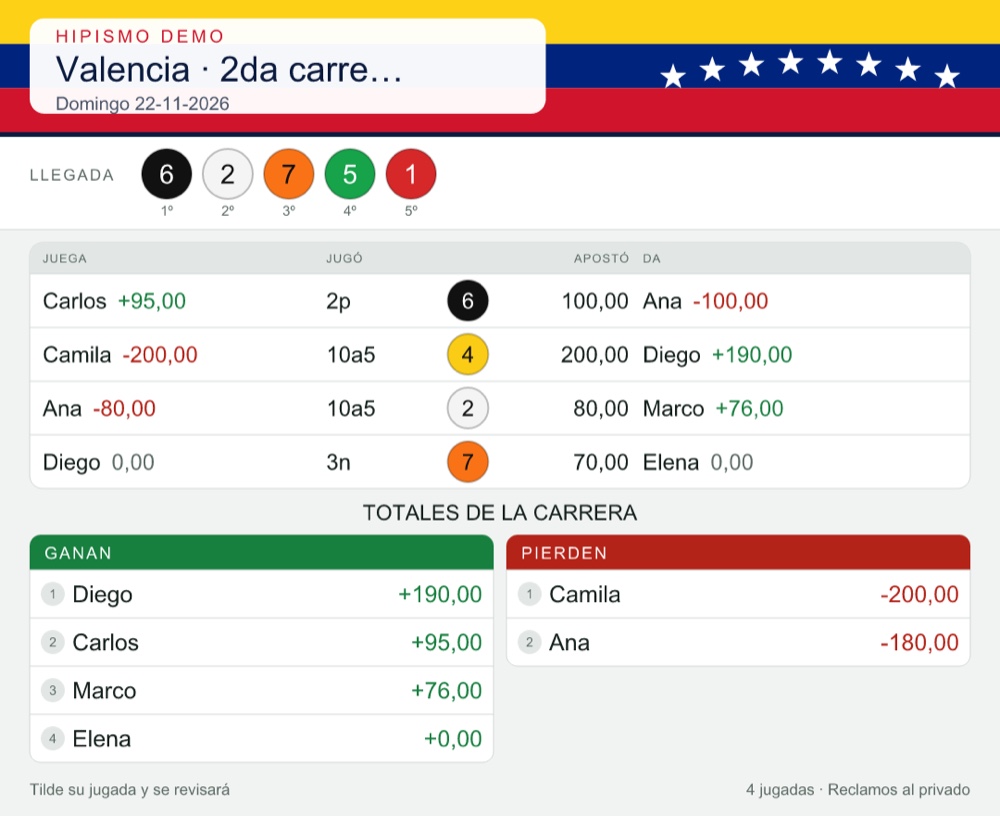 HIPISMO DEMO
Valencia · 2da carre…
Domingo 22-11-2026
LLEGADA 6 2 7 5 1
1º 2º 3º 4º 5º
JUEGA JUGÓ APOSTÓ DA
Carlos +95,00 2p 6 100,00 Ana -100,00
Camila -200,00 10a5 4 200,00 Diego +190,00
Ana -80,00 10a5 2 80,00 Marco +76,00
Diego 0,00 3n 7 70,00 Elena 0,00
TOTALES DE LA CARRERA
GANAN
1 Diego +190,00
2 Carlos +95,00
3 Marco +76,00
4 Elena +0,00
PIERDEN
1 Camila -200,00
2 Ana -180,00
Tilde su jugada y se revisará
4 jugadas · Reclamos al privado